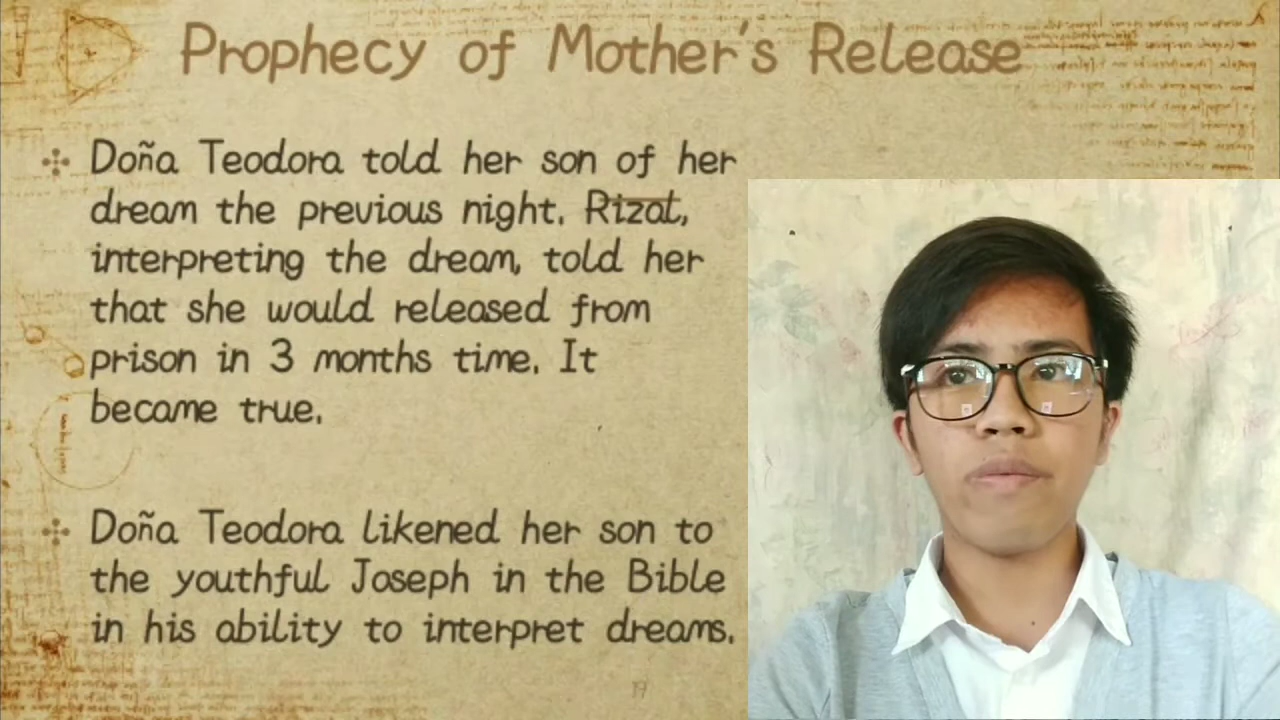 Prophecy of Mother's Release
Doña Teodora told her son of her
dream the previous night. Rizal,
interpreting the dream, told her
that she would released from
prison in 3 months time. It
became true.
Doña Teodora likened her son to
the youthful Joseph in the Bible
in his ability to interpret dreams.